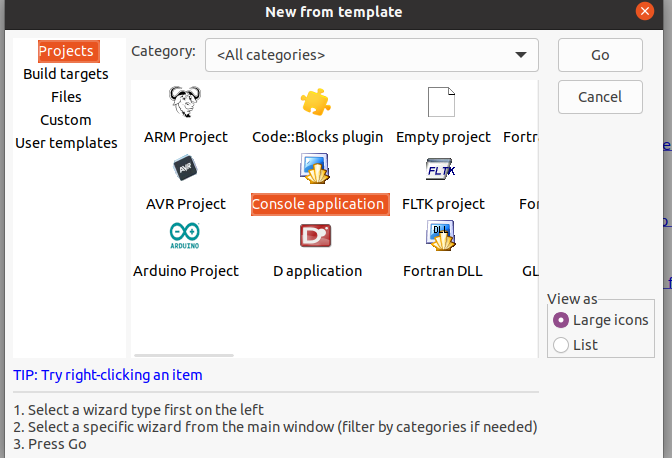 New from template
Projects
Build targets
Files
Custom
User templates
Category: <All categories>
Go
Cancel
ARM Project Code::Blocks plugin Empty project Fortr
AVR
FLTK
AVR Project Console application FLTK project For
ARDUINO
D
DLL
Arduino Project D application Fortran DLL GL
View as
Large icons
List
TIP: Try right-clicking an item
1. Select a wizard type first on the left
2. Select a specific wizard from the main window (filter by categories if needed)
3. Press Go